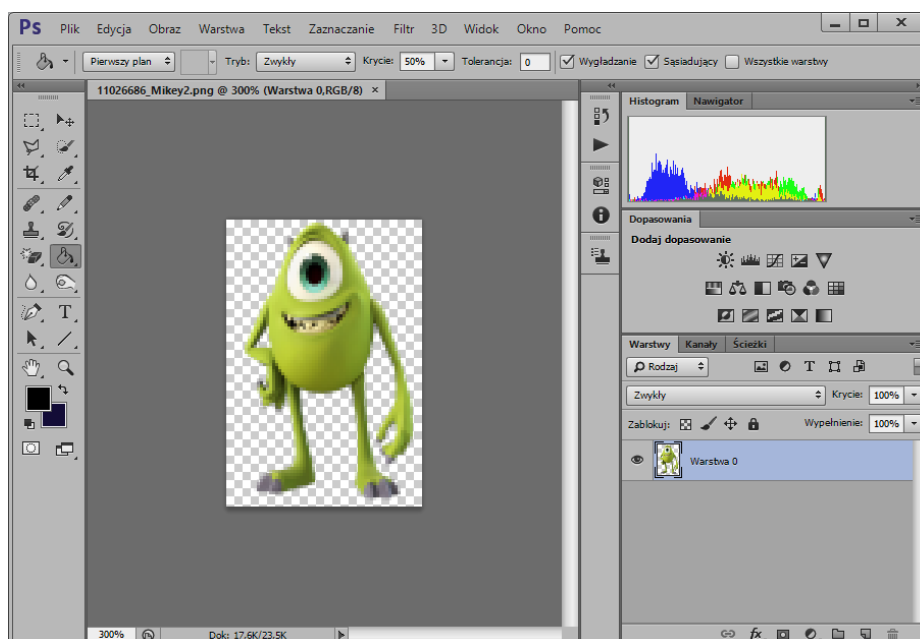 Ps Plik Edycja Obraz Warstwa Tekst Zaznaczanie Filtr 3D Widok Okno Pomoc
Pierwszy plan Tryb: Zwykły Krycie: 50% Tolerancja: 0 Wygładzanie Sąsiadujący Wszystkie warstwy
11026686_Mikey2.png @ 300% (Warstwa 0,RGB/8) ×
Histogram Nawigator
Dopasowania
Dodaj dopasowanie
Warstwy Kanały Ścieżki
Rodzaj T
Zwykły Krycie: 100%
Zablokuj: Wypełnienie: 100%
Warstwa 0
300% Dok: 17,6K/23,5K fx